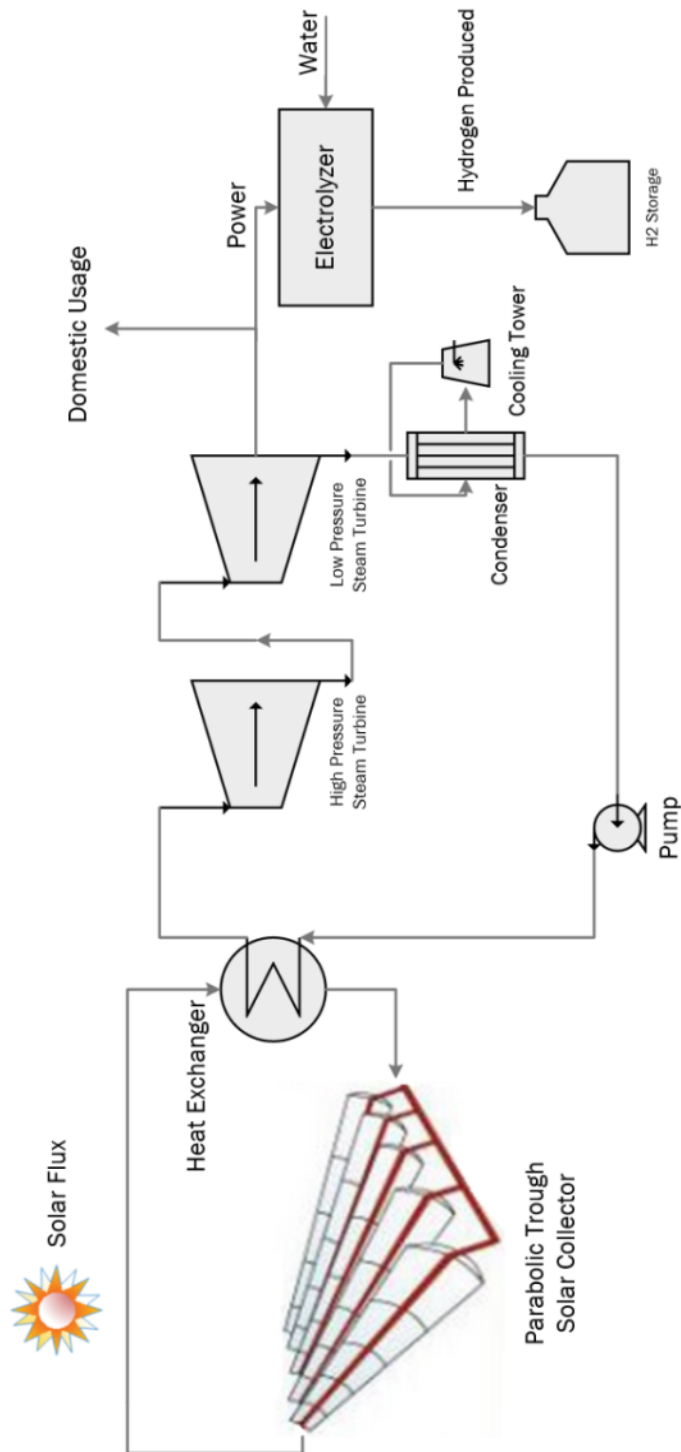 Solar Flux
Parabolic Trough
Solar Collector
Heat Exchanger
High Pressure
Steam Turbine
Low Pressure
Steam Turbine
Domestic Usage
Power
Water
Electrolyzer
Hydrogen Produced
H2 Storage
Cooling Tower
Condenser
Pump